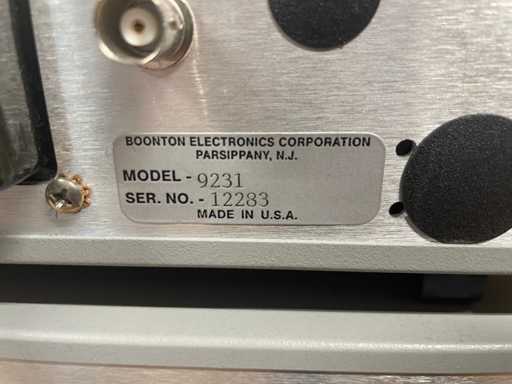 BOONTON ELECTRONICS CORPORATION
PARSIPPANY, N.J.
MODEL - 9231
SER. NO. - 12283
MADE IN U.S.A.